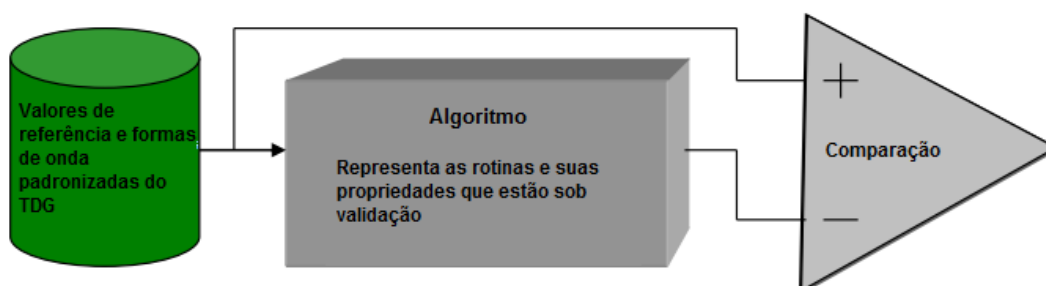 Valores de
referência e formas
de onda
padronizadas do
TDG
Algoritmo
Representa as rotinas e suas
propriedades que estão sob
validação
+
Comparação
—